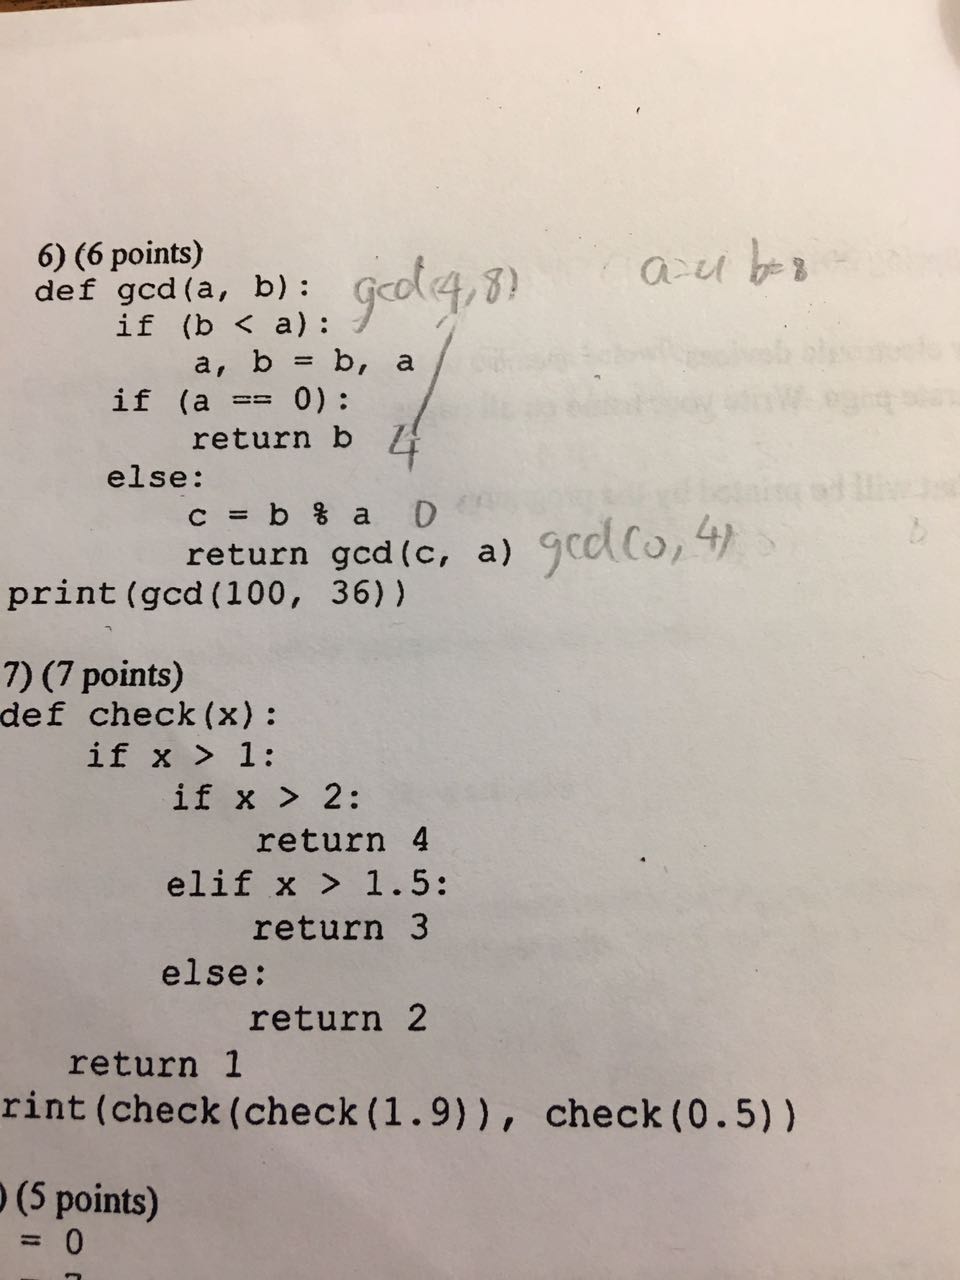 6) (6 points)
def gcd(a, b): gcd(4,8) a=4 b=8
if (b < a):
a, b = b, a
if (a == 0):
return b 4
else:
c = b % a 0
return gcd(c, a) gcd(0,4)
print(gcd(100, 36))
7) (7 points)
def check(x):
if x > 1:
if x > 2:
return 4
elif x > 1.5:
return 3
else:
return 2
return 1
rint(check(check(1.9)), check(0.5))
) (5 points)
= 0